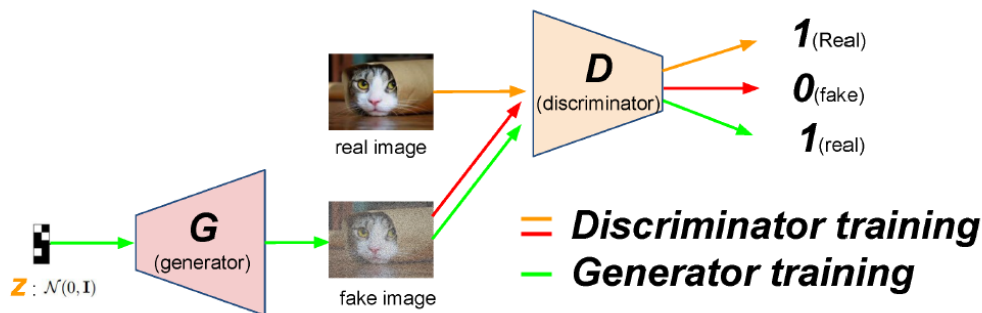 D
(discriminator)
1(Real)
0(fake)
1(real)
real image
G
(generator)
z : N(0, I)
fake image
Discriminator training
Generator training